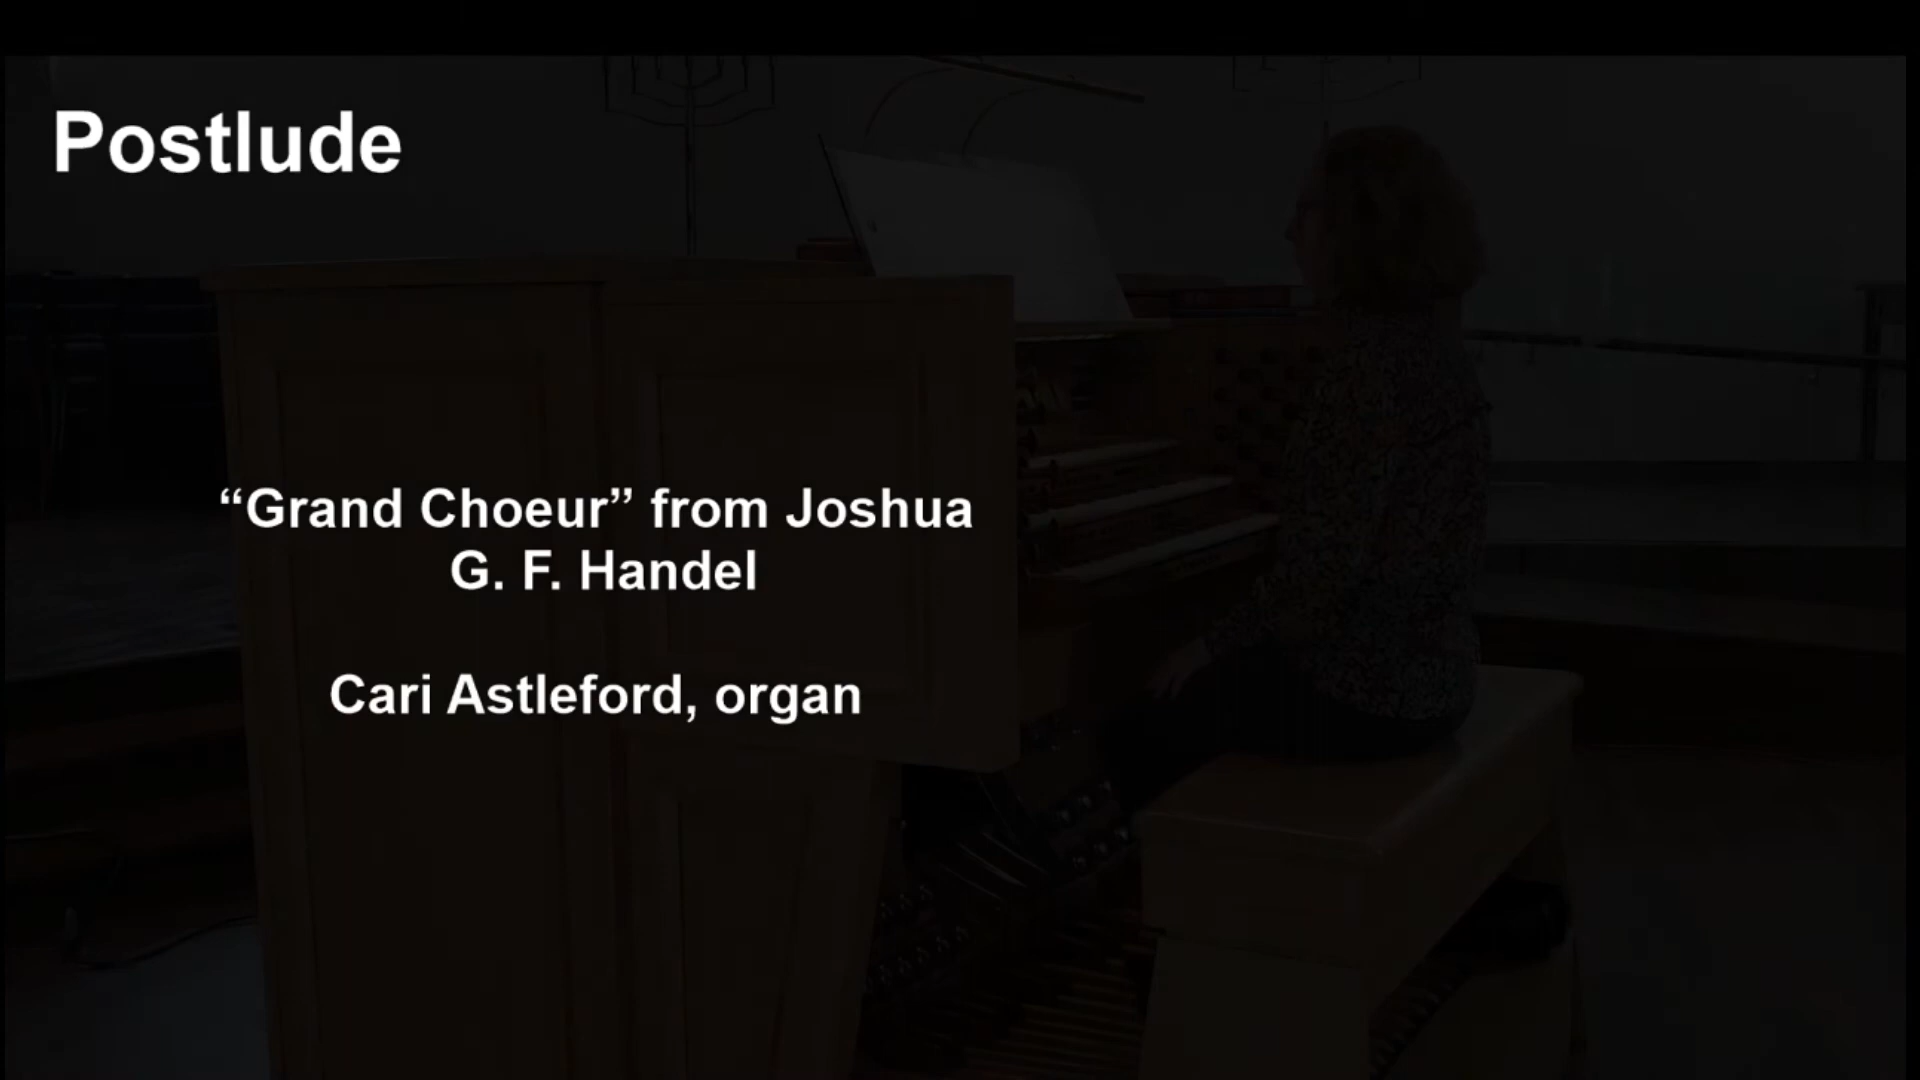 Postlude
“Grand Choeur” from Joshua
G. F. Handel
Cari Astleford, organ